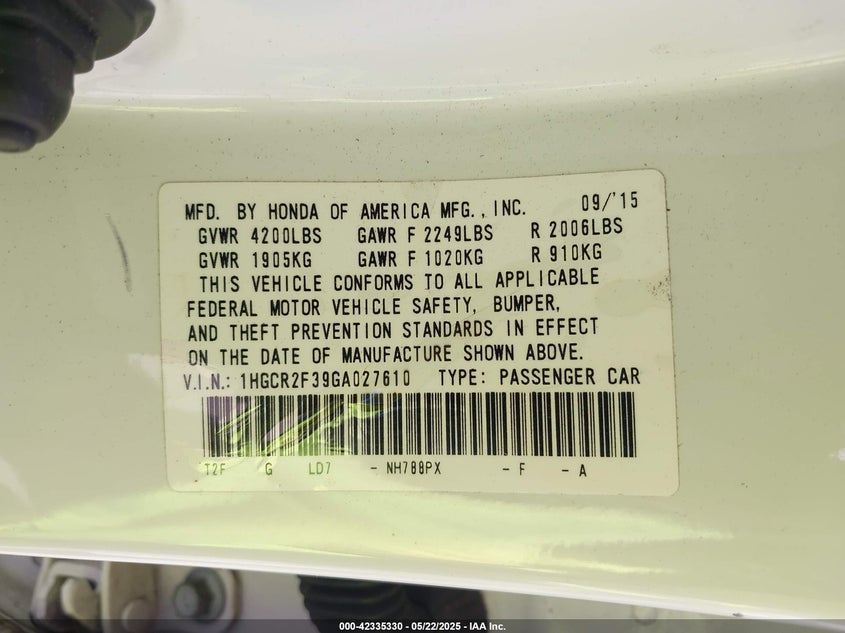 MFD. BY HONDA OF AMERICA MFG., INC. 09/'15
GVWR 4200LBS GAWR F 2249LBS R 2006LBS
GVWR 1905KG GAWR F 1020KG R 910KG
THIS VEHICLE CONFORMS TO ALL APPLICABLE
FEDERAL MOTOR VEHICLE SAFETY, BUMPER,
AND THEFT PREVENTION STANDARDS IN EFFECT
ON THE DATE OF MANUFACTURE SHOWN ABOVE.
V.I.N.: 1HGCR2F39GA027610 TYPE: PASSENGER CAR
T2F G LD7 - NH788PX - F - A
000-42335330 - 05/22/2025 - IAA Inc.